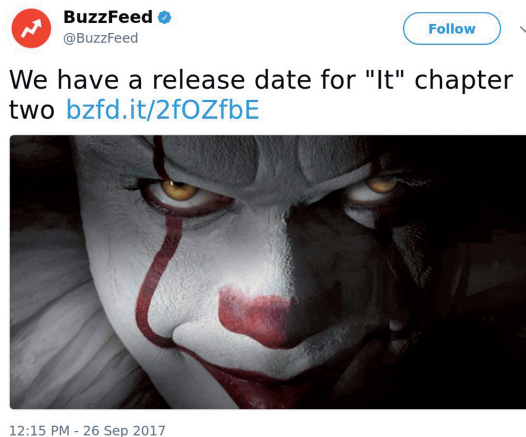 BuzzFeed
@BuzzFeed
Follow
We have a release date for "It" chapter
two bzfd.it/2fOZfbE
12:15 PM - 26 Sep 2017